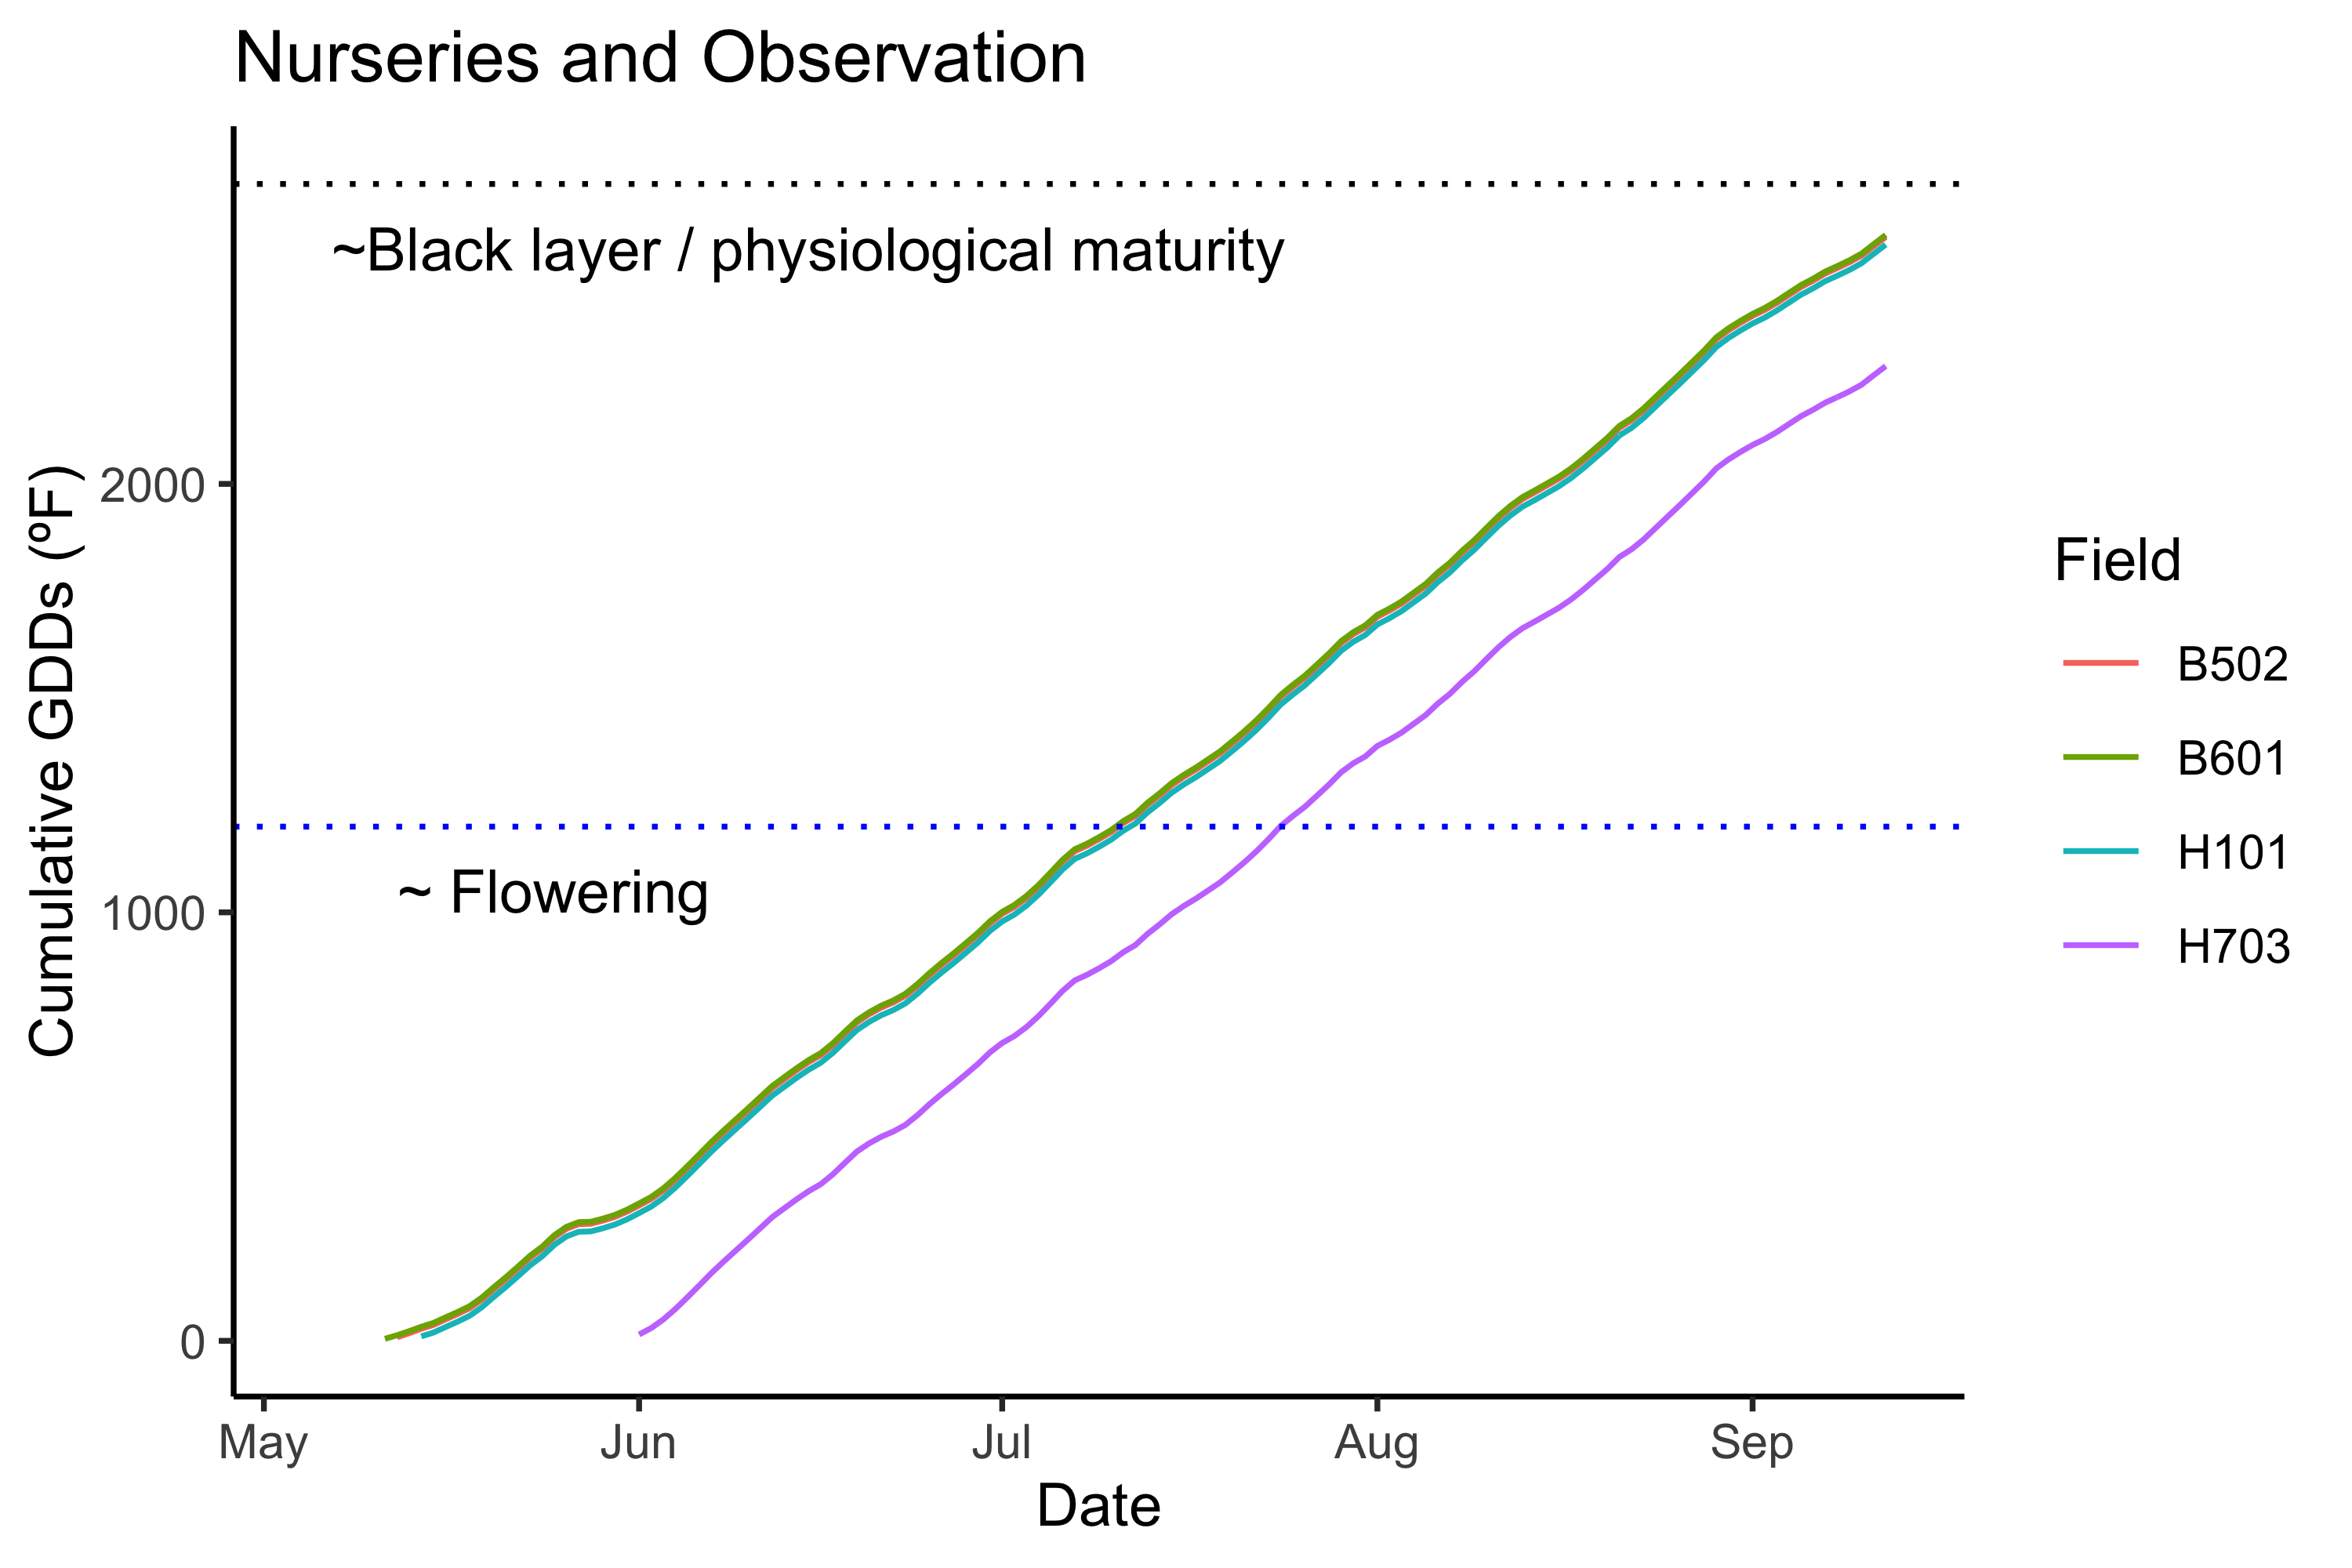 Nurseries and Observation
~Black layer / physiological maturity
~ Flowering
Cumulative GDDs (ºF)
2000
1000
0
May
Jun
Jul
Aug
Sep
Date
Field
B502
B601
H101
H703